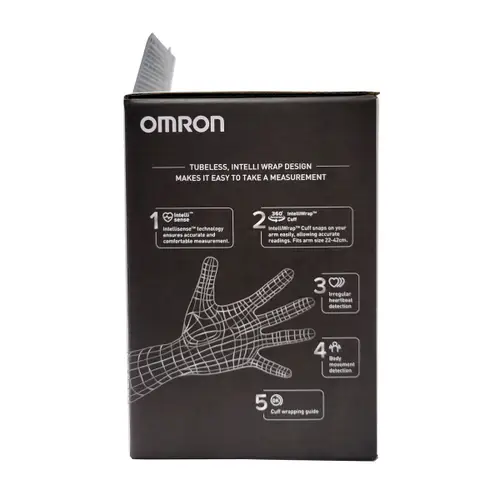 OMRON
TUBELESS, INTELLI WRAP DESIGN
MAKES IT EASY TO TAKE A MEASUREMENT
1
Intelli™
sense
Intellisense™ technology
ensures accurate and
comfortable measurement.
2
360°
IntelliWrap™
Cuff
IntelliWrap™ Cuff snaps on your
arm easily, allowing accurate
readings. Fits arm size 22-42cm.
3
Irregular
heartbeat
detection
4
Body
movement
detection
5
OK
Cuff wrapping guide